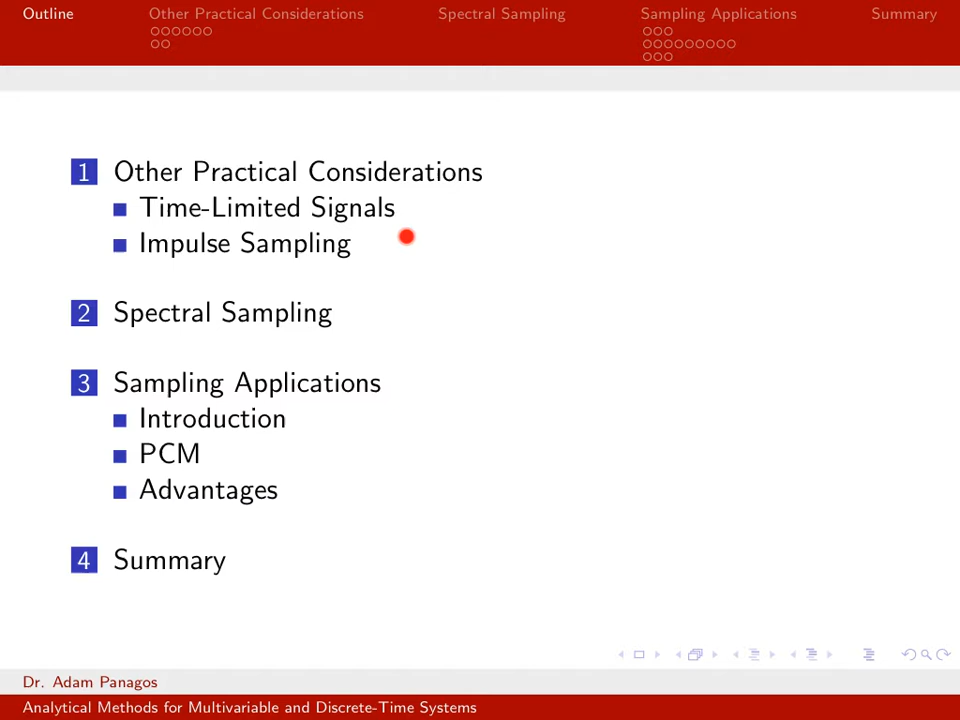 Outline Other Practical Considerations Spectral Sampling Sampling Applications Summary
1 Other Practical Considerations
Time-Limited Signals
Impulse Sampling
2 Spectral Sampling
3 Sampling Applications
Introduction
PCM
Advantages
4 Summary
Dr. Adam Panagos
Analytical Methods for Multivariable and Discrete-Time Systems